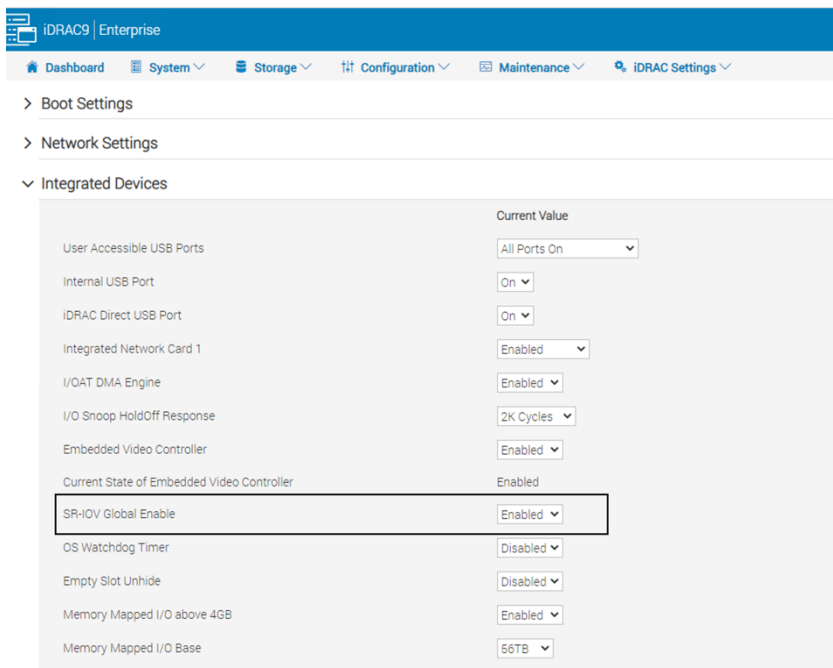 iDRAC9 | Enterprise
Dashboard System Storage Configuration Maintenance iDRAC Settings
Boot Settings
Network Settings
Integrated Devices
Current Value
User Accessible USB Ports All Ports On
Internal USB Port On
iDRAC Direct USB Port On
Integrated Network Card 1 Enabled
I/OAT DMA Engine Enabled
I/O Snoop HoldOff Response 2K Cycles
Embedded Video Controller Enabled
Current State of Embedded Video Controller Enabled
SR-IOV Global Enable Enabled
OS Watchdog Timer Disabled
Empty Slot Unhide Disabled
Memory Mapped I/O above 4GB Enabled
Memory Mapped I/O Base 56TB